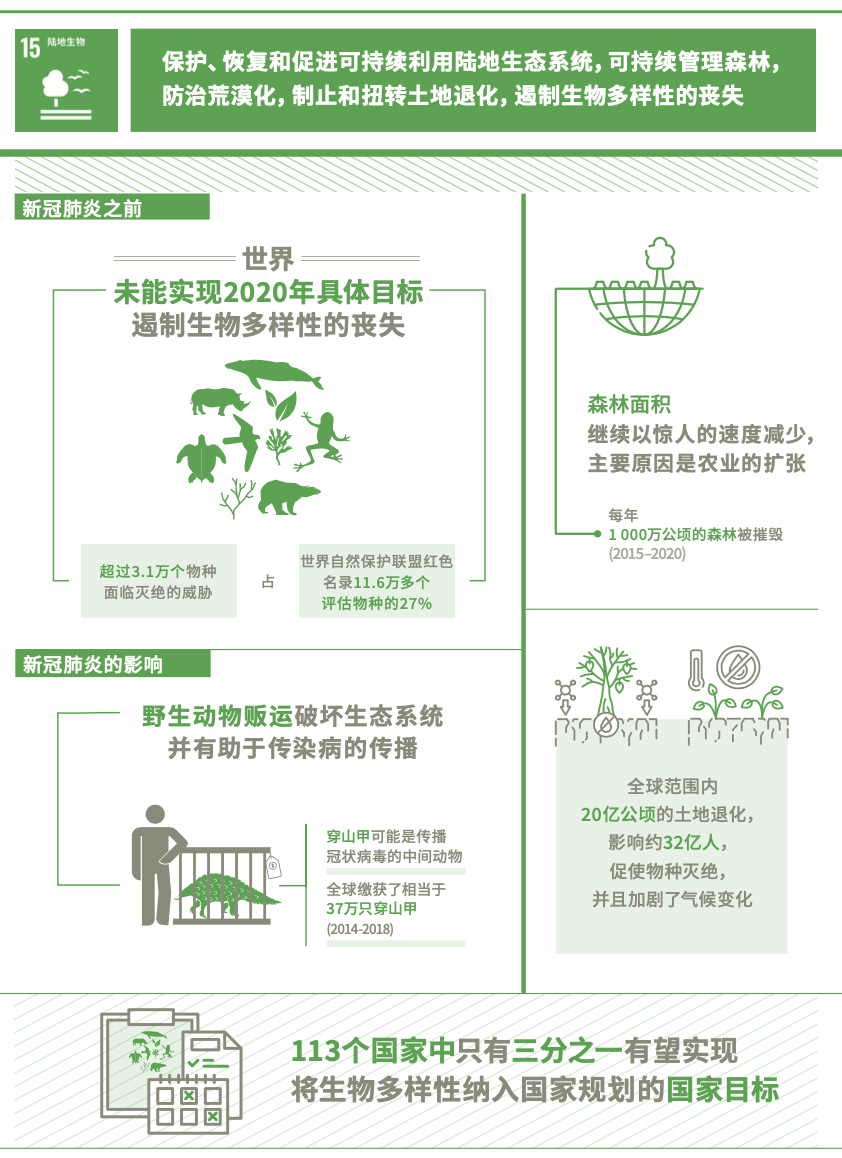 15 陆地生物
保护、恢复和促进可持续利用陆地生态系统，可持续管理森林，
防治荒漠化，制止和扭转土地退化，遏制生物多样性的丧失
新冠肺炎之前
世界
未能实现2020年具体目标
遏制生物多样性的丧失
超过3.1万个物种
面临灭绝的威胁
占
世界自然保护联盟红色
名录11.6万多个
评估物种的27%
森林面积
继续以惊人的速度减少，
主要原因是农业的扩张
每年
1 000万公顷的森林被摧毁
(2015–2020)
新冠肺炎的影响
野生动物贩运破坏生态系统
并有助于传染病的传播
穿山甲可能是传播
冠状病毒的中间动物
全球缴获了相当于
37万只穿山甲
(2014-2018)
全球范围内
20亿公顷的土地退化，
影响约32亿人，
促使物种灭绝，
并且加剧了气候变化
113个国家中只有三分之一有望实现
将生物多样性纳入国家规划的国家目标